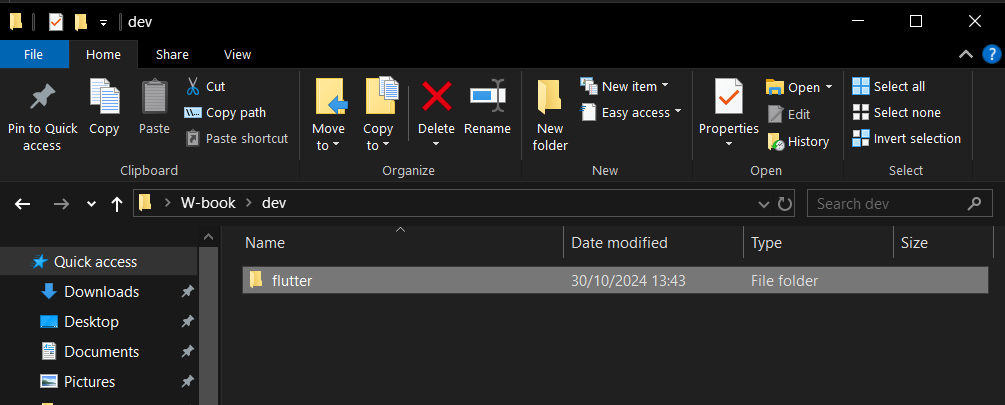 dev
File Home Share View
Pin to Quick access
Copy
Paste
Cut
Copy path
Paste shortcut
Clipboard
Move to
Copy to
Delete
Rename
Organize
New folder
New item
Easy access
New
Properties
Open
Edit
History
Open
Select all
Select none
Invert selection
Select
W-book dev
Search dev
Name Date modified Type Size
flutter 30/10/2024 13:43 File folder
Quick access
Downloads
Desktop
Documents
Pictures